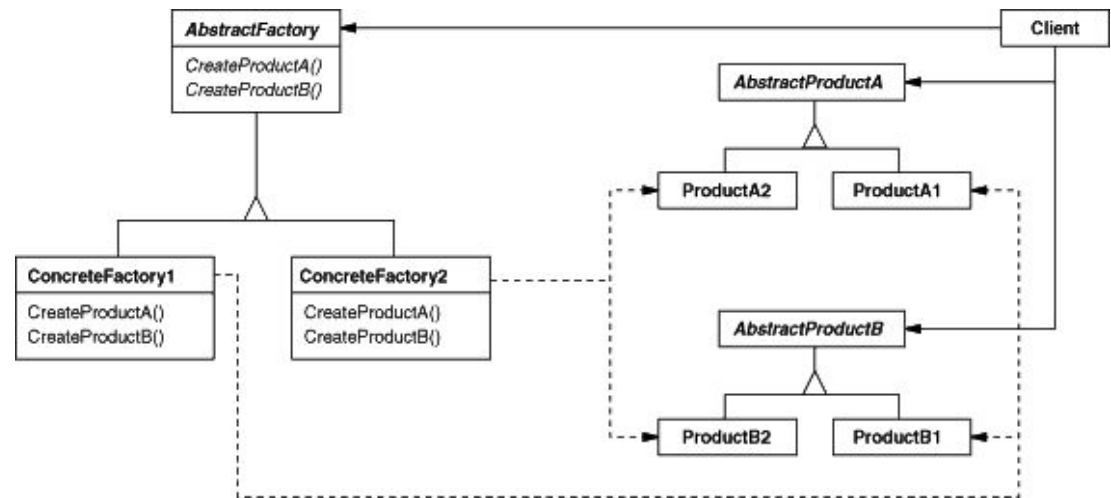 AbstractFactory
CreateProductA()
CreateProductB()
Client
AbstractProductA
ProductA2
ProductA1
ConcreteFactory1
CreateProductA()
CreateProductB()
ConcreteFactory2
CreateProductA()
CreateProductB()
AbstractProductB
ProductB2
ProductB1